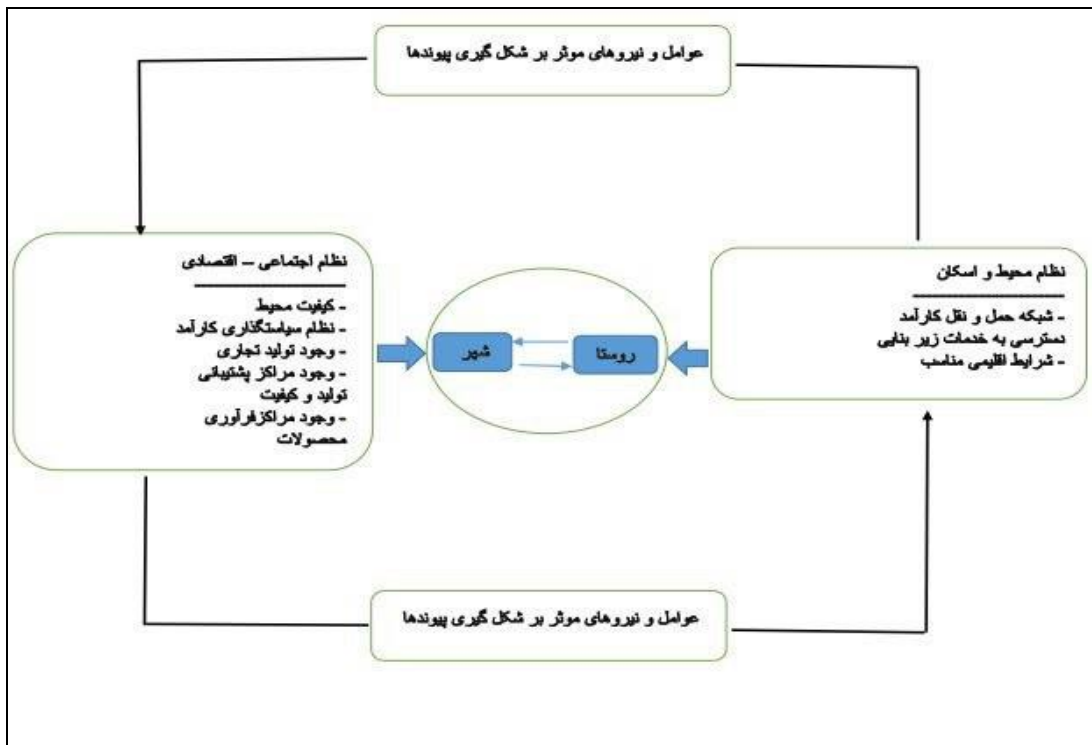 عوامل و نیروهای موثر بر شکل گیری پیوندها
نظام محیط و اسکان
- شبکه حمل و نقل کارآمد
دسترسی به خدمات زیر بنایی
- شرایط اقلیمی مناسب
روستا
شهر
نظام اجتماعی – اقتصادی
- کیفیت محیط
- نظام سیاستگذاری کارآمد
- وجود تولید تجاری
- وجود مراکز پشتیبانی
تولید و کیفیت
- وجود مراکزفرآوری
محصولات
عوامل و نیروهای موثر بر شکل گیری پیوندها